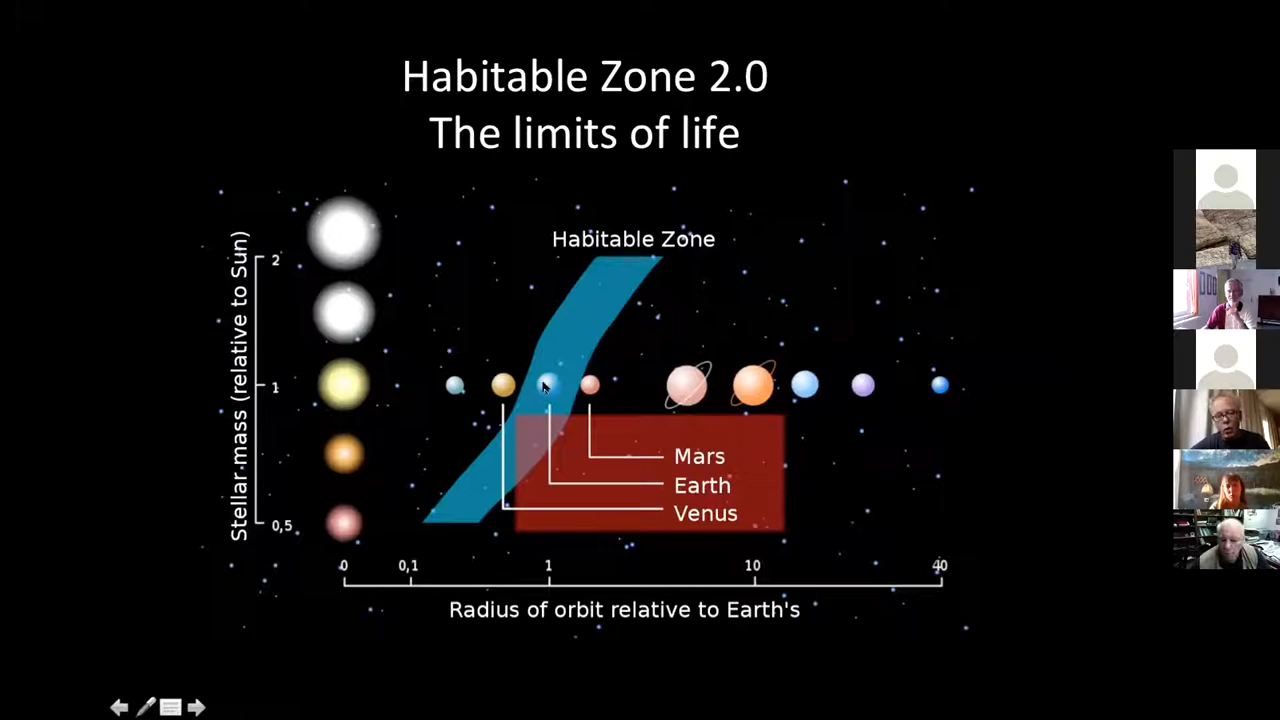 Habitable Zone 2.0
The limits of life
Habitable Zone
Stellar mass (relative to Sun)
2
1
0,5
Mars
Earth
Venus
0 0,1 1 10 40
Radius of orbit relative to Earth's